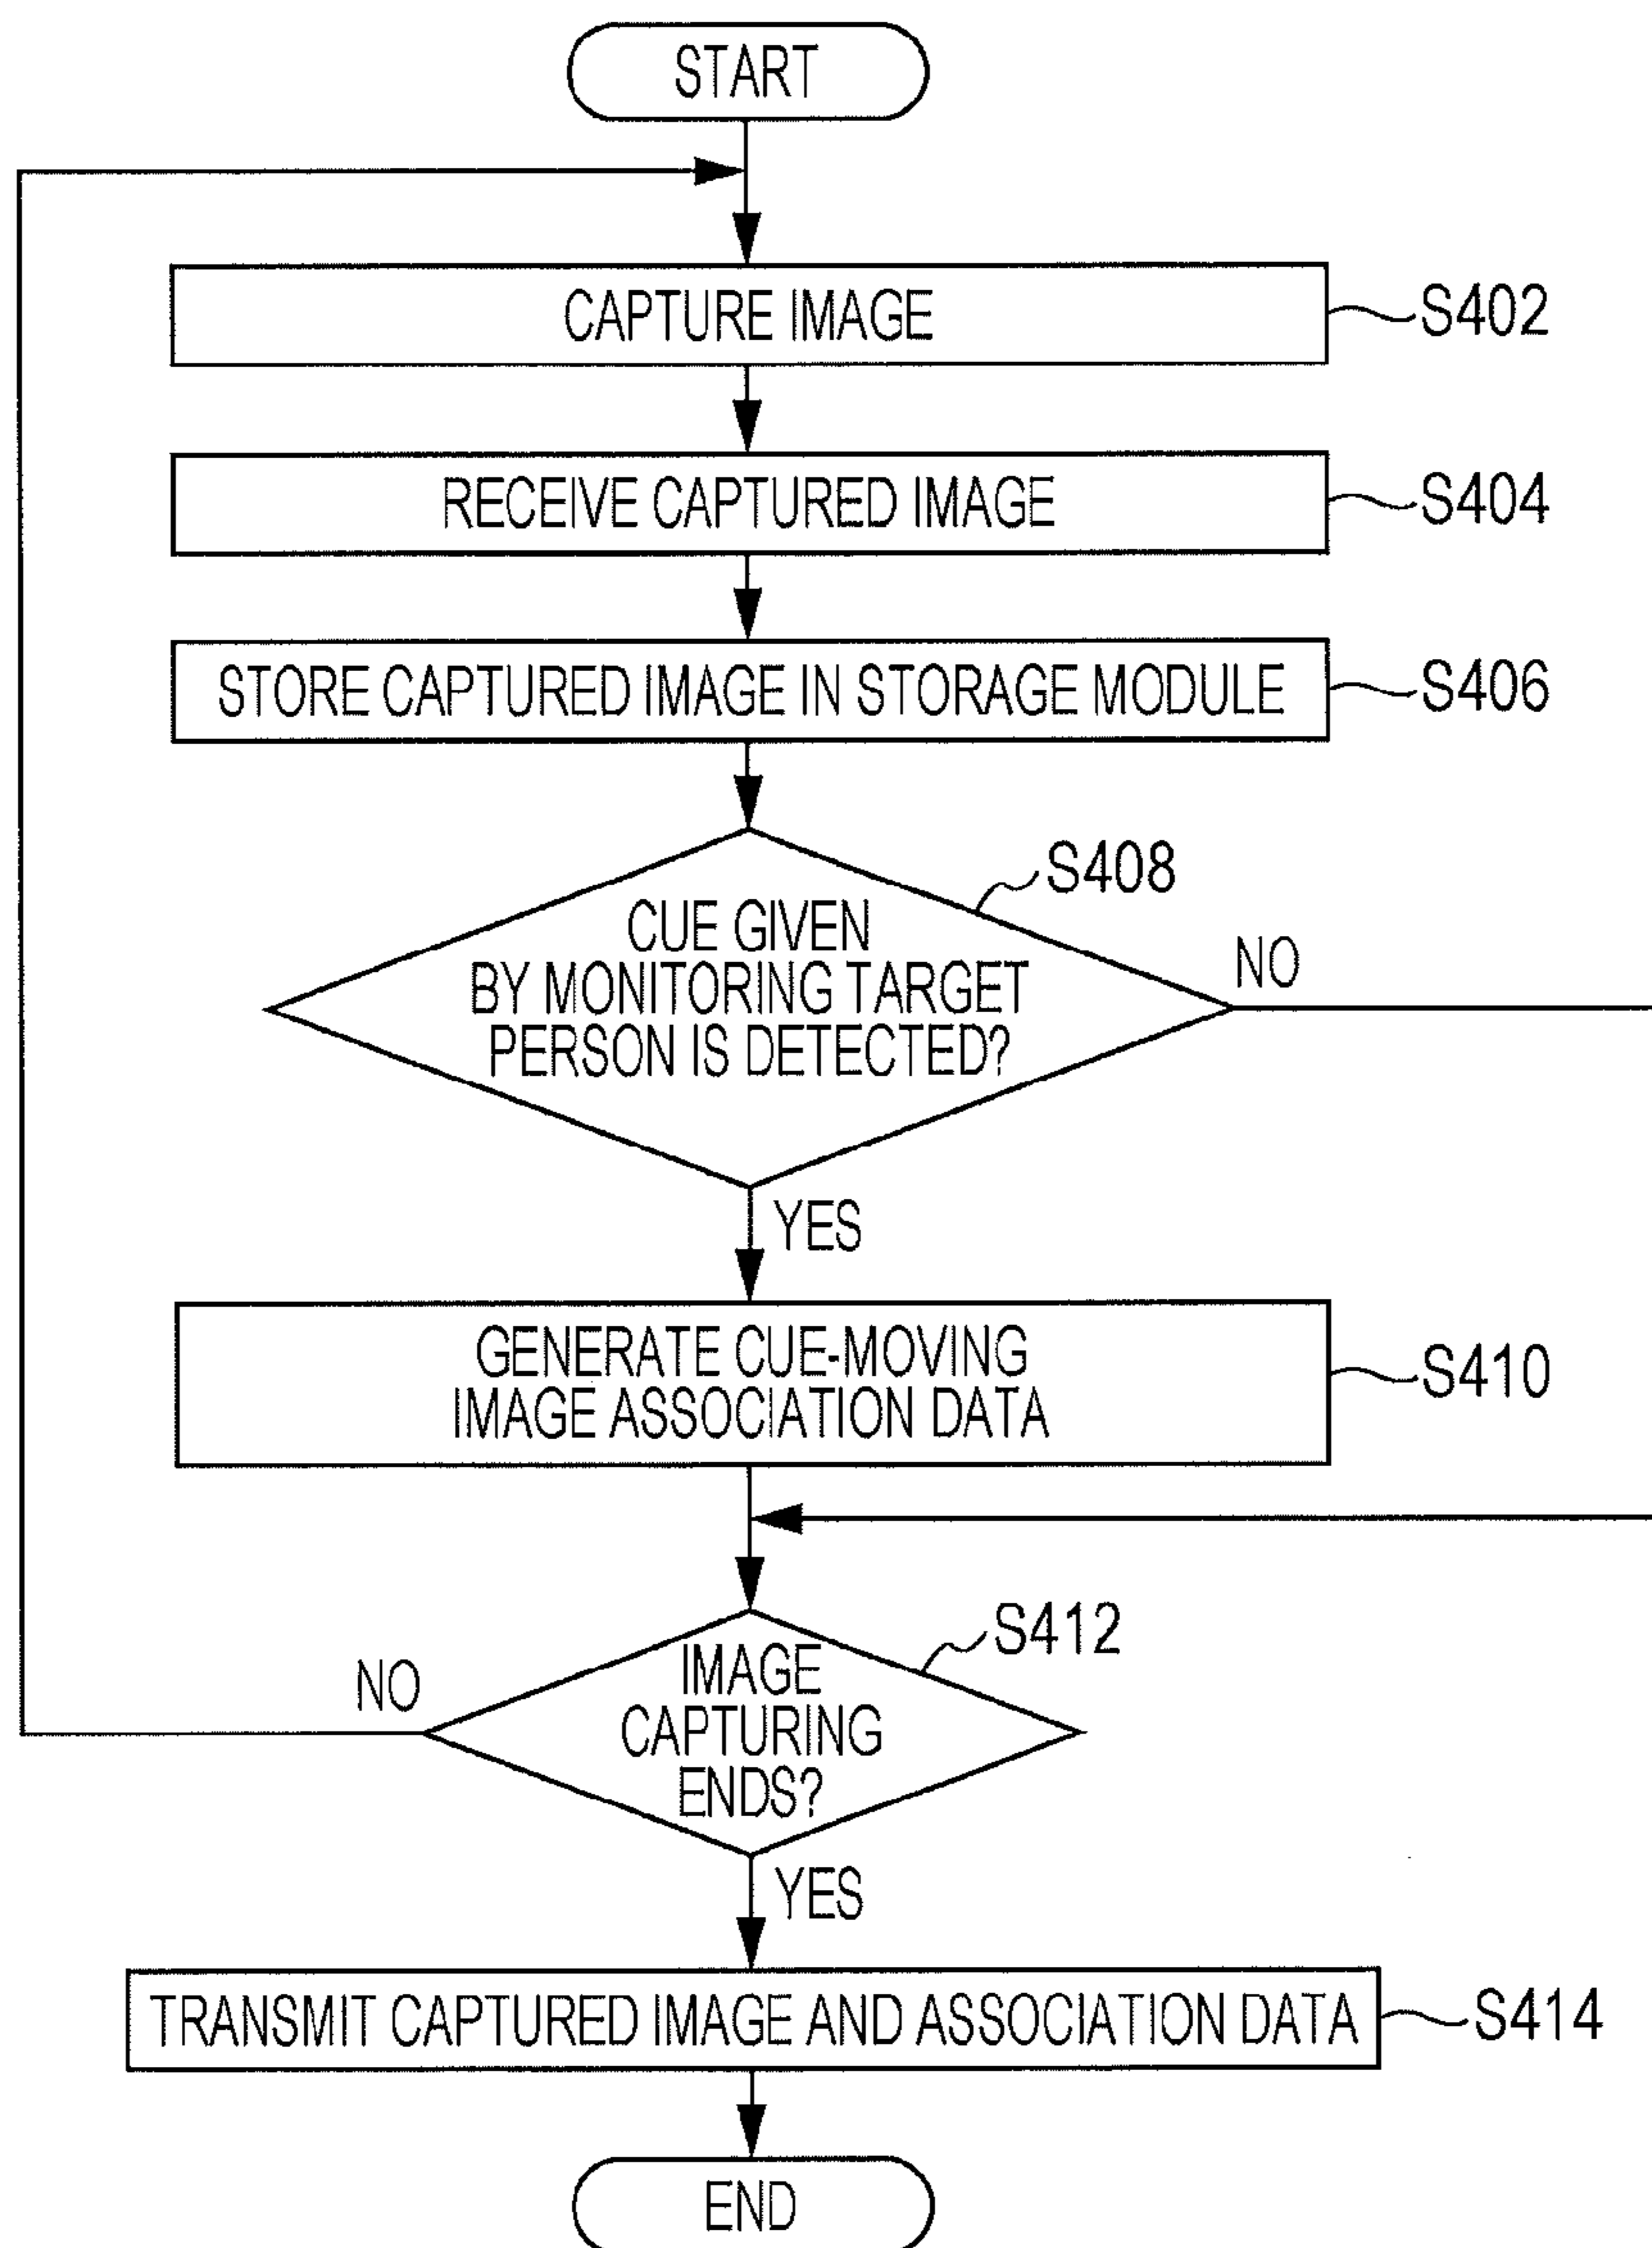 START
CAPTURE IMAGE
S402
RECEIVE CAPTURED IMAGE
S404
STORE CAPTURED IMAGE IN STORAGE MODULE
S406
S408
CUE GIVEN
BY MONITORING TARGET
PERSON IS DETECTED?
NO
YES
GENERATE CUE-MOVING
IMAGE ASSOCIATION DATA
S410
S412
IMAGE
CAPTURING
ENDS?
NO
YES
TRANSMIT CAPTURED IMAGE AND ASSOCIATION DATA
S414
END